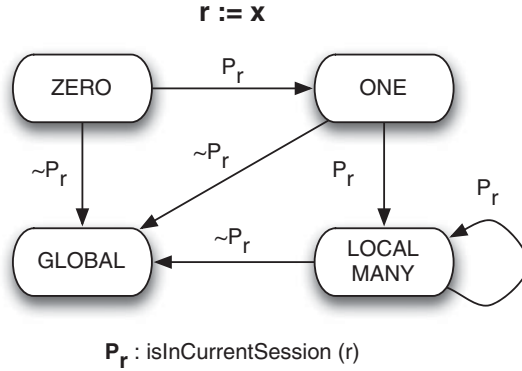 r := x
ZERO
P_r
ONE
~P_r
~P_r
P_r
P_r
GLOBAL
~P_r
LOCAL
MANY
P_r : isInCurrentSession (r)